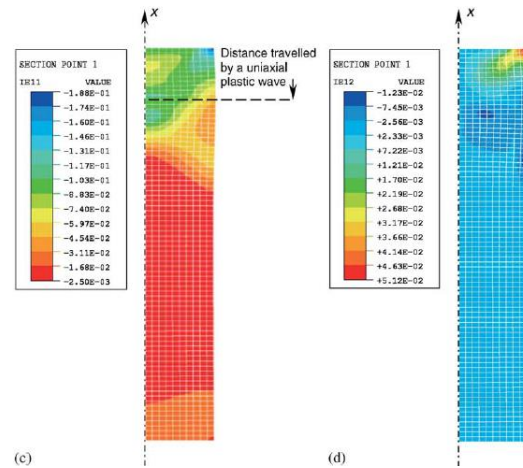 x
x
Distance travelled
by a uniaxial
plastic wave
SECTION POINT 1
IE11 VALUE
-1.88E-01
-1.74E-01
-1.60E-01
-1.46E-01
-1.31E-01
-1.17E-01
-1.03E-01
-8.83E-02
-7.40E-02
-5.97E-02
-4.54E-02
-3.11E-02
-1.68E-02
-2.50E-03
SECTION POINT 1
IE12 VALUE
-1.23E-02
-7.45E-03
-2.56E-03
+2.33E-03
+7.22E-03
+1.21E-02
+1.70E-02
+2.19E-02
+2.68E-02
+3.17E-02
+3.66E-02
+4.14E-02
+4.63E-02
+5.12E-02
(c)
(d)